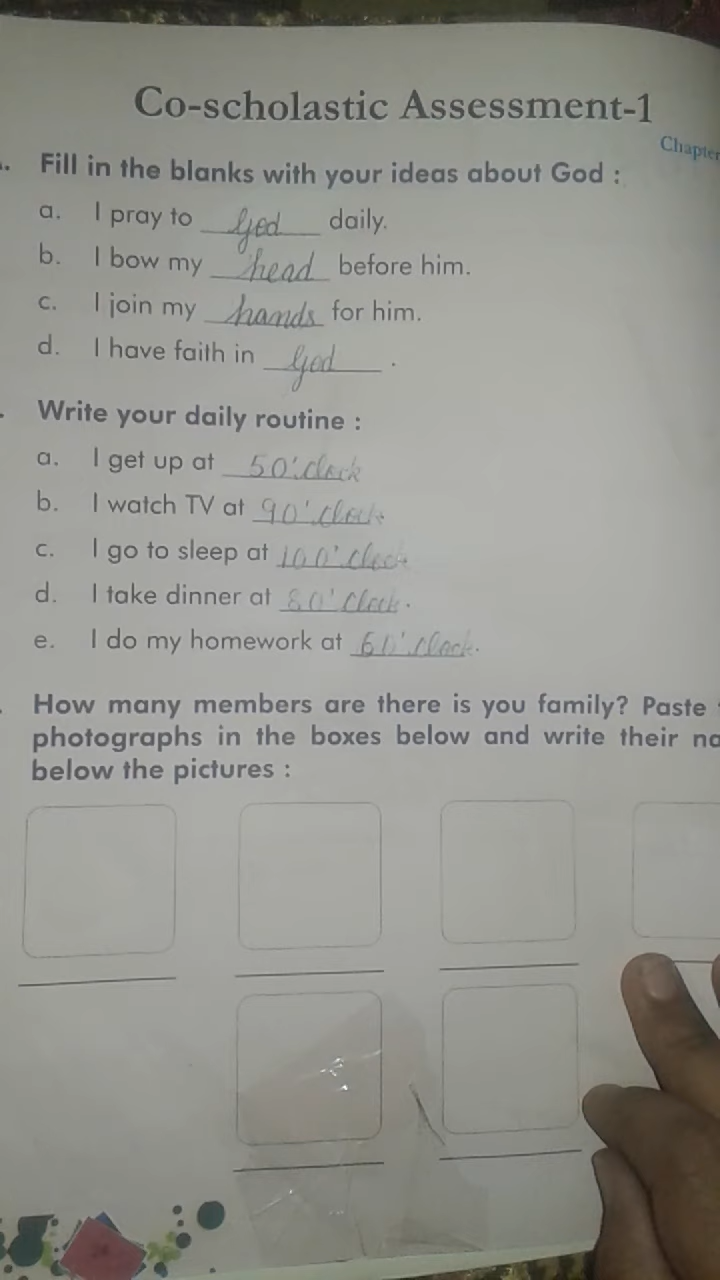 Co-scholastic Assessment-1
Chapter
. Fill in the blanks with your ideas about God :
a. I pray to God daily.
b. I bow my head before him.
c. I join my hands for him.
d. I have faith in God .
. Write your daily routine :
a. I get up at 5 O'clock
b. I watch TV at 9 O'clock
c. I go to sleep at 10 O'clock
d. I take dinner at 8 O'Clock.
e. I do my homework at 6 O'clock.
. How many members are there is you family? Paste
photographs in the boxes below and write their na
below the pictures :